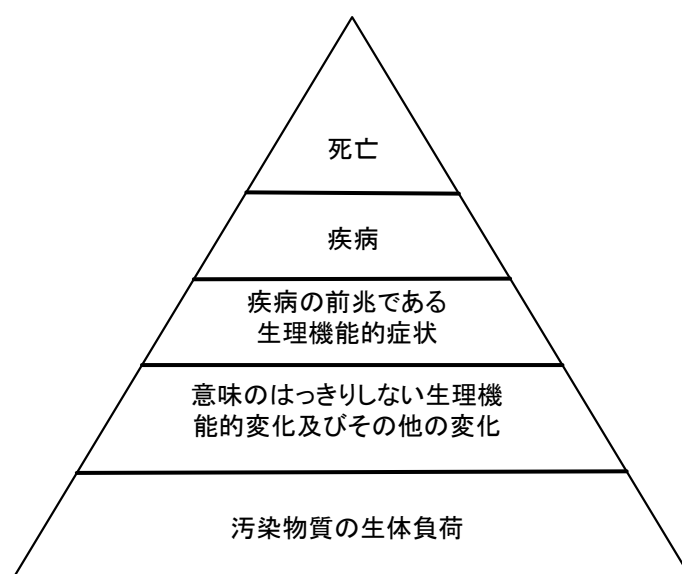 死亡
疾病
疾病の前兆である
生理機能的症状
意味のはっきりしない生理機
能的変化及びその他の変化
汚染物質の生体負荷